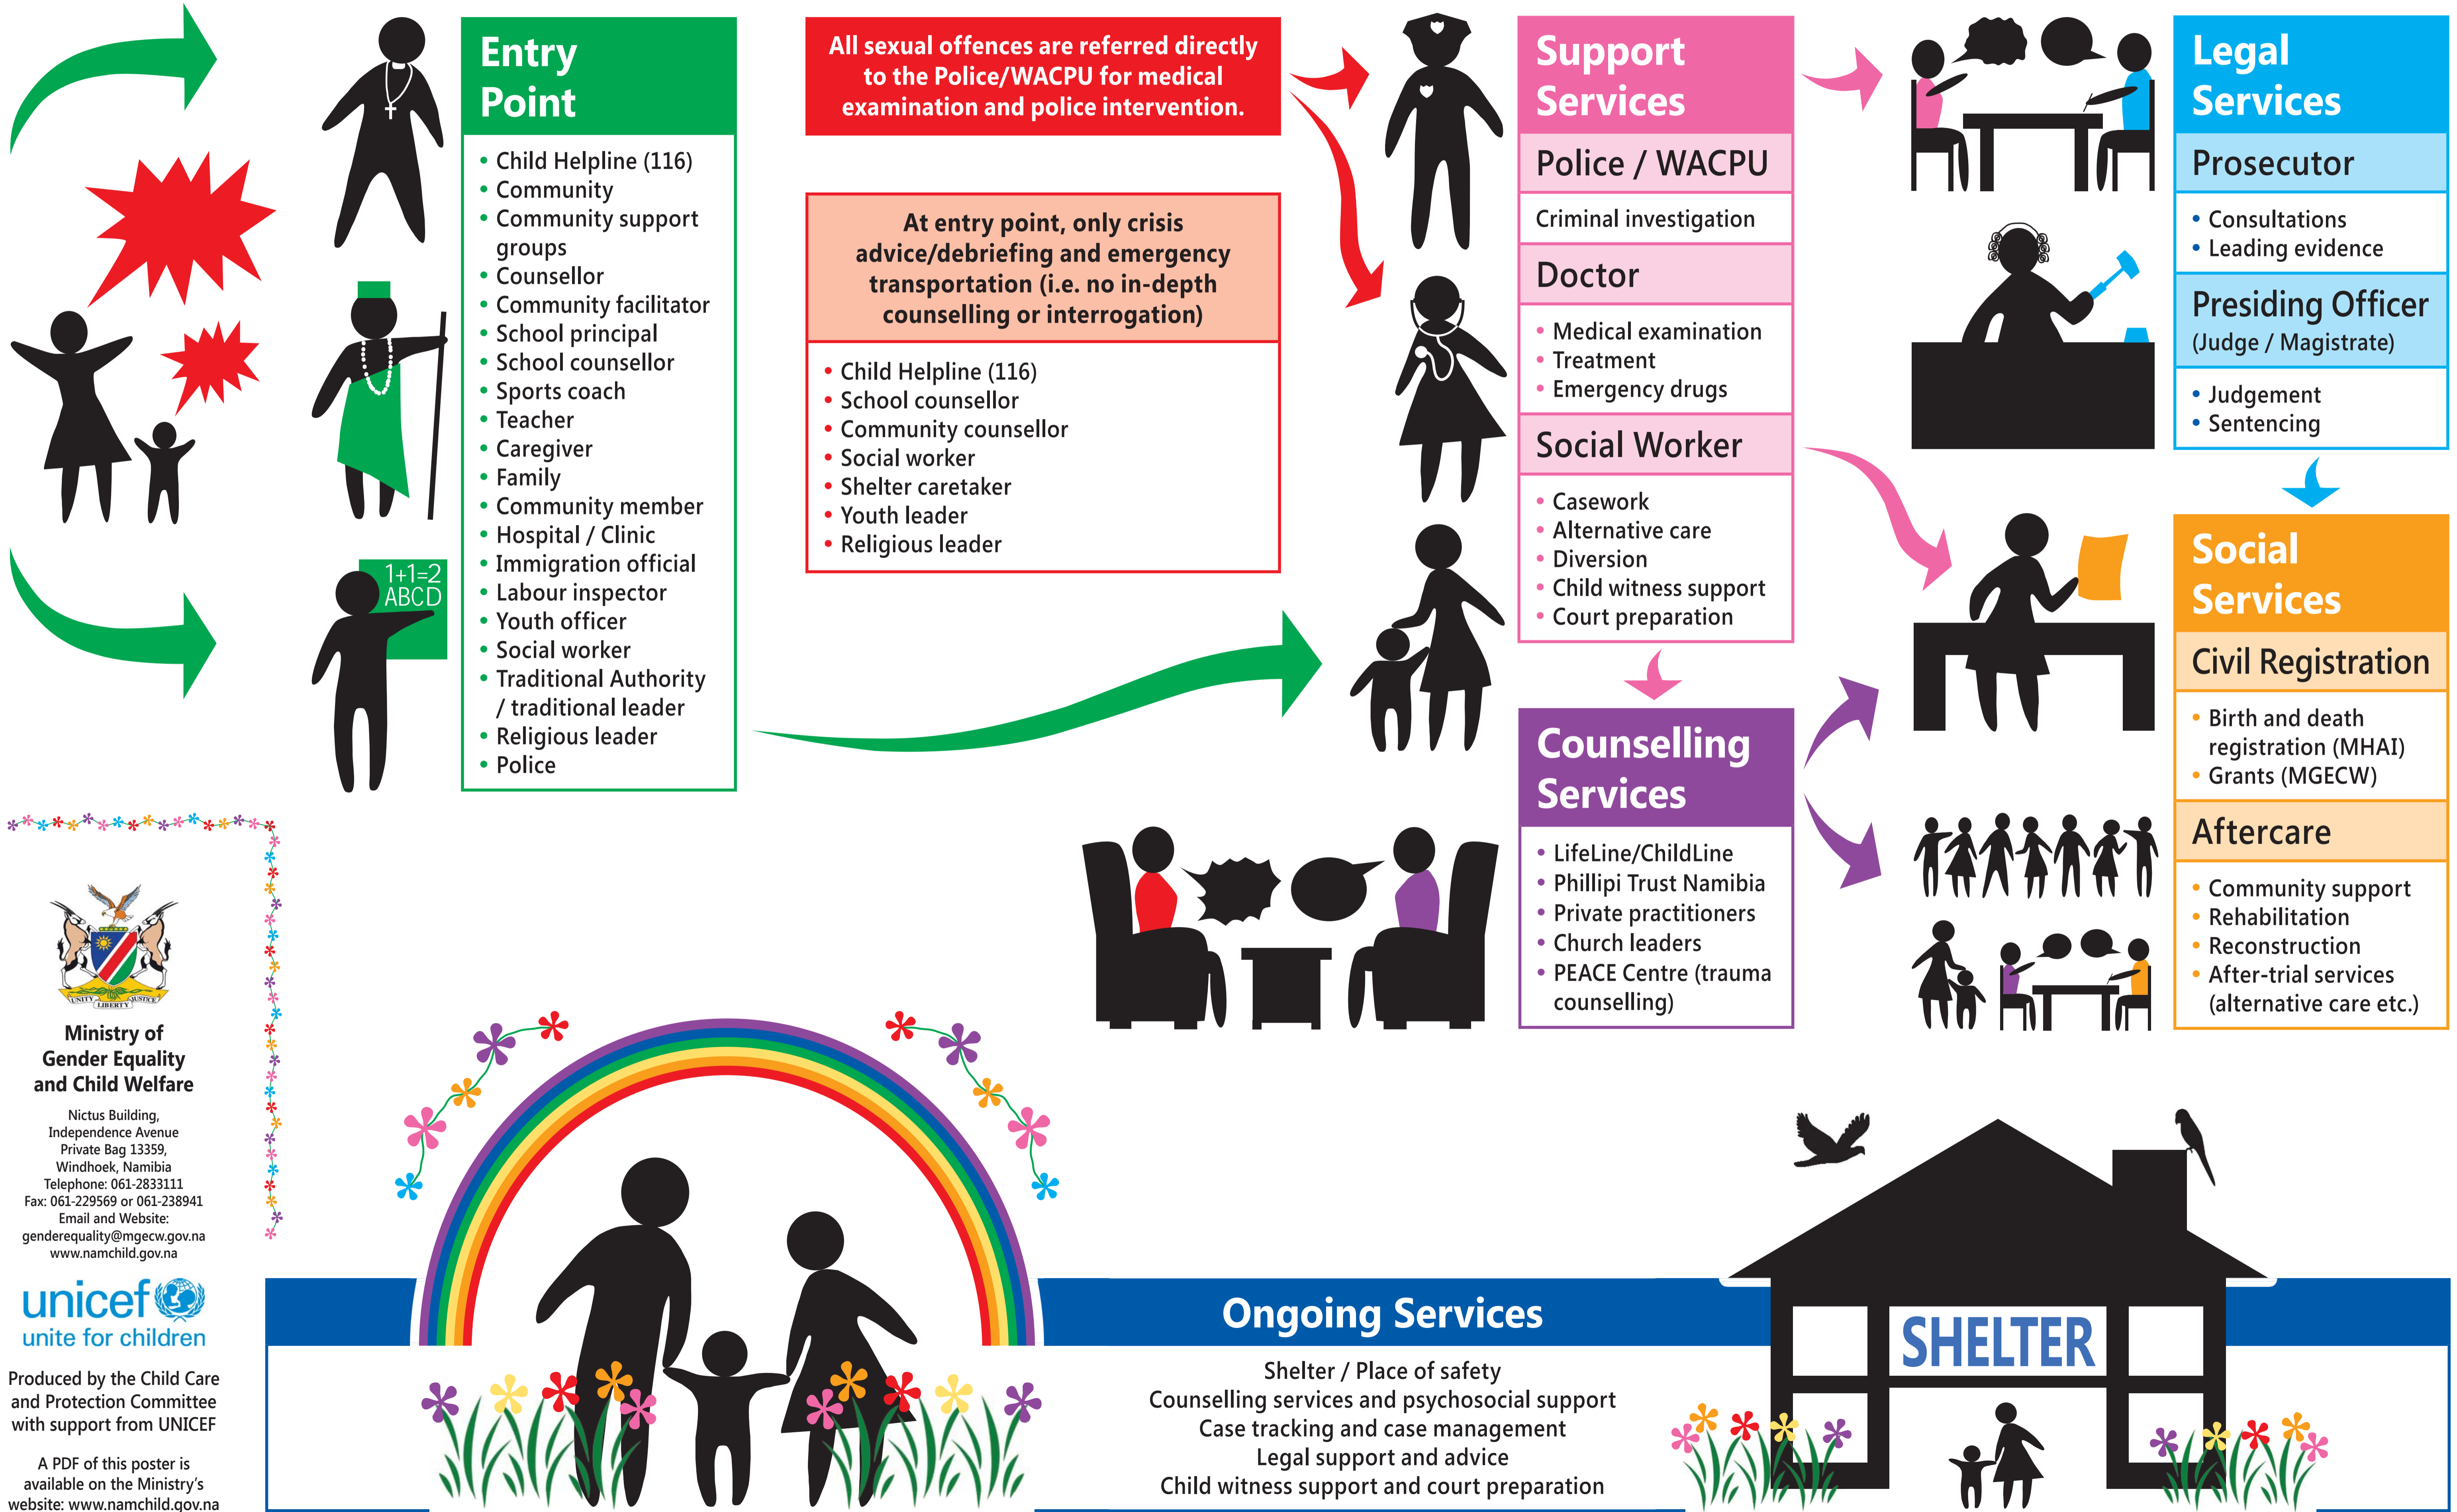 Entry
Point
• Child Helpline (116)
• Community
• Community support
groups
• Counsellor
• Community facilitator
• School principal
• School counsellor
• Sports coach
• Teacher
• Caregiver
• Family
• Community member
• Hospital / Clinic
• Immigration official
• Labour inspector
• Youth officer
• Social worker
• Traditional Authority
/ traditional leader
• Religious leader
• Police
1+1=2
ABCD
All sexual offences are referred directly
to the Police/WACPU for medical
examination and police intervention.
At entry point, only crisis
advice/debriefing and emergency
transportation (i.e. no in-depth
counselling or interrogation)
• Child Helpline (116)
• School counsellor
• Community counsellor
• Social worker
• Shelter caretaker
• Youth leader
• Religious leader
Support
Services
Police / WACPU
Criminal investigation
Doctor
• Medical examination
• Treatment
• Emergency drugs
Social Worker
• Casework
• Alternative care
• Diversion
• Child witness support
• Court preparation
Counselling
Services
• LifeLine/ChildLine
• Phillipi Trust Namibia
• Private practitioners
• Church leaders
• PEACE Centre (trauma
counselling)
Legal
Services
Prosecutor
• Consultations
• Leading evidence
Presiding Officer
(Judge / Magistrate)
• Judgement
• Sentencing
Social
Services
Civil Registration
• Birth and death
registration (MHAI)
• Grants (MGECW)
Aftercare
• Community support
• Rehabilitation
• Reconstruction
• After-trial services
(alternative care etc.)
UNITY LIBERTY JUSTICE
Ministry of
Gender Equality
and Child Welfare
Nictus Building,
Independence Avenue
Private Bag 13359,
Windhoek, Namibia
Telephone: 061-2833111
Fax: 061-229569 or 061-238941
Email and Website:
genderequality@mgecw.gov.na
www.namchild.gov.na
unicef
unite for children
Produced by the Child Care
and Protection Committee
with support from UNICEF
A PDF of this poster is
available on the Ministry's
website: www.namchild.gov.na
Ongoing Services
Shelter / Place of safety
Counselling services and psychosocial support
Case tracking and case management
Legal support and advice
Child witness support and court preparation
SHELTER